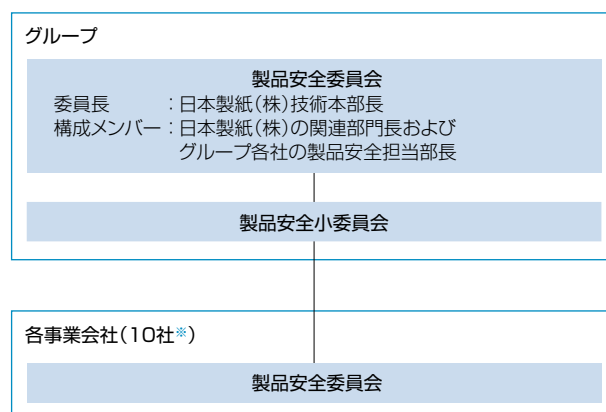 グループ
製品安全委員会
委員長　　　：日本製紙(株)技術本部長
構成メンバー：日本製紙(株)の関連部門長および
グループ各社の製品安全担当部長
製品安全小委員会
各事業会社(10社※)
製品安全委員会